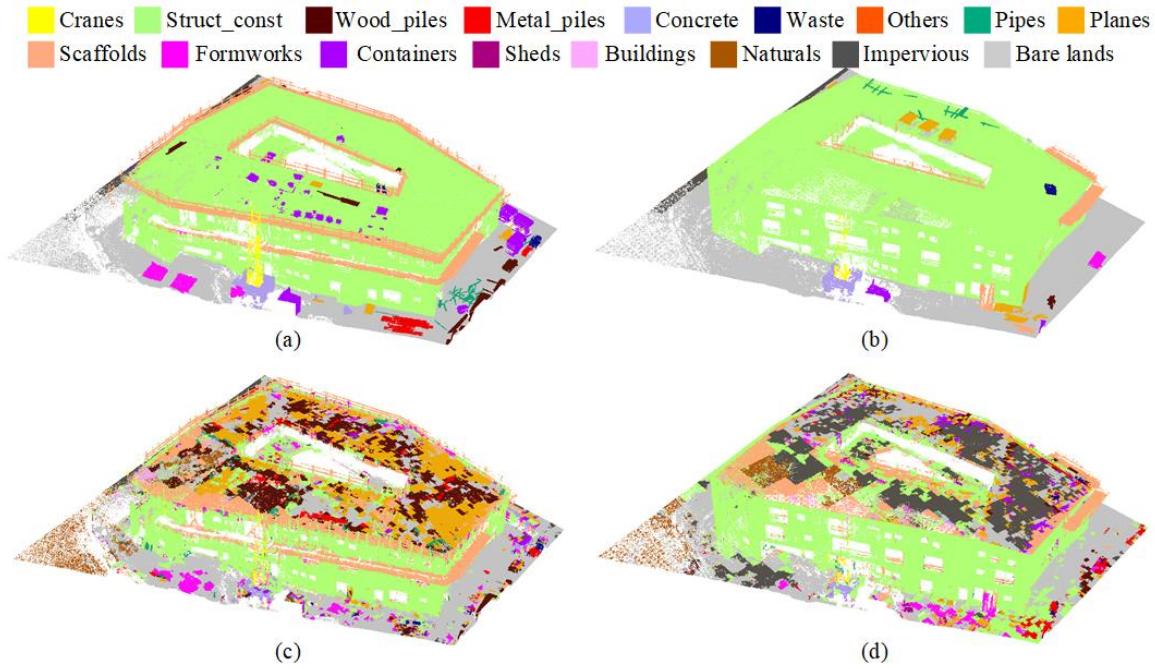 Cranes Struct_const Wood_piles Metal_piles Concrete Waste Others Pipes Planes
Scaffolds Formworks Containers Sheds Buildings Naturals Impervious Bare lands
(a) (b)
(c) (d)